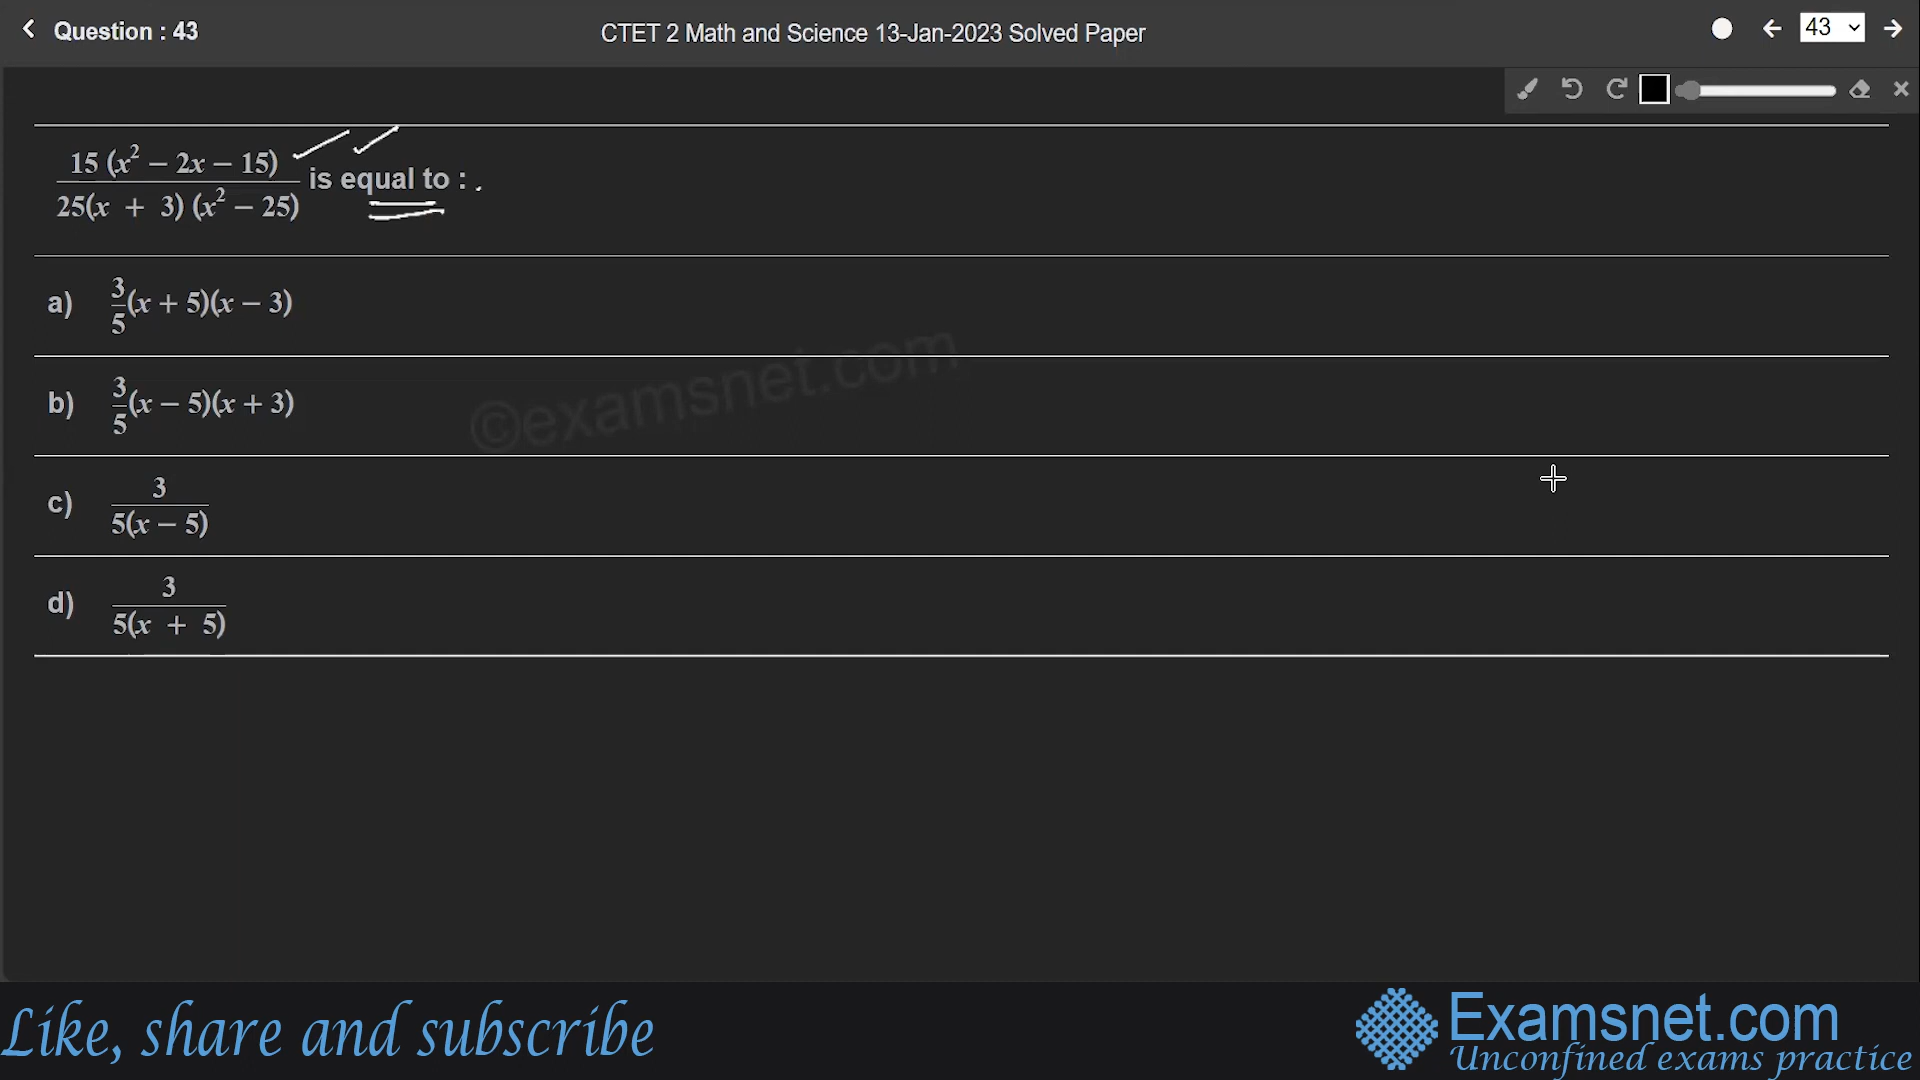 Question : 43
CTET 2 Math and Science 13-Jan-2023 Solved Paper
43
15 (x² − 2x − 15)
25(x + 3) (x² − 25)
is equal to : .
a) 3/5 (x + 5)(x − 3)
b) 3/5 (x − 5)(x + 3)
©examsnet.com
c) 3/5(x − 5)
d) 3/5(x + 5)
Like, share and subscribe
Examsnet.com
Unconfined exams practice